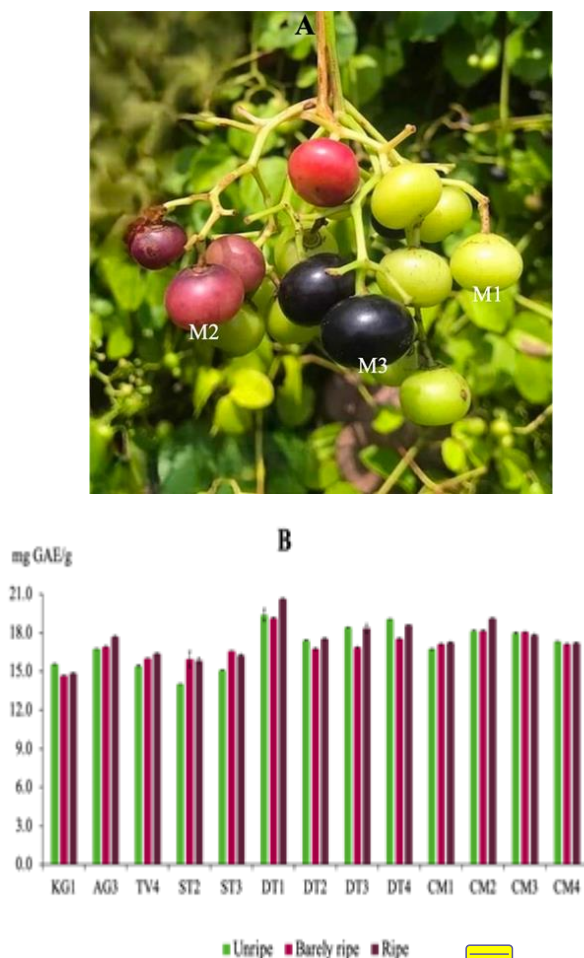 A
M1
M2
M3
B
mg GAE/g
21.0
18.0
15.0
12.0
9.0
6.0
3.0
0.0
KG1 AG3 TV4 ST2 ST3 DT1 DT2 DT3 DT4 CM1 CM2 CM3 CM4
Unripe Barely ripe Ripe